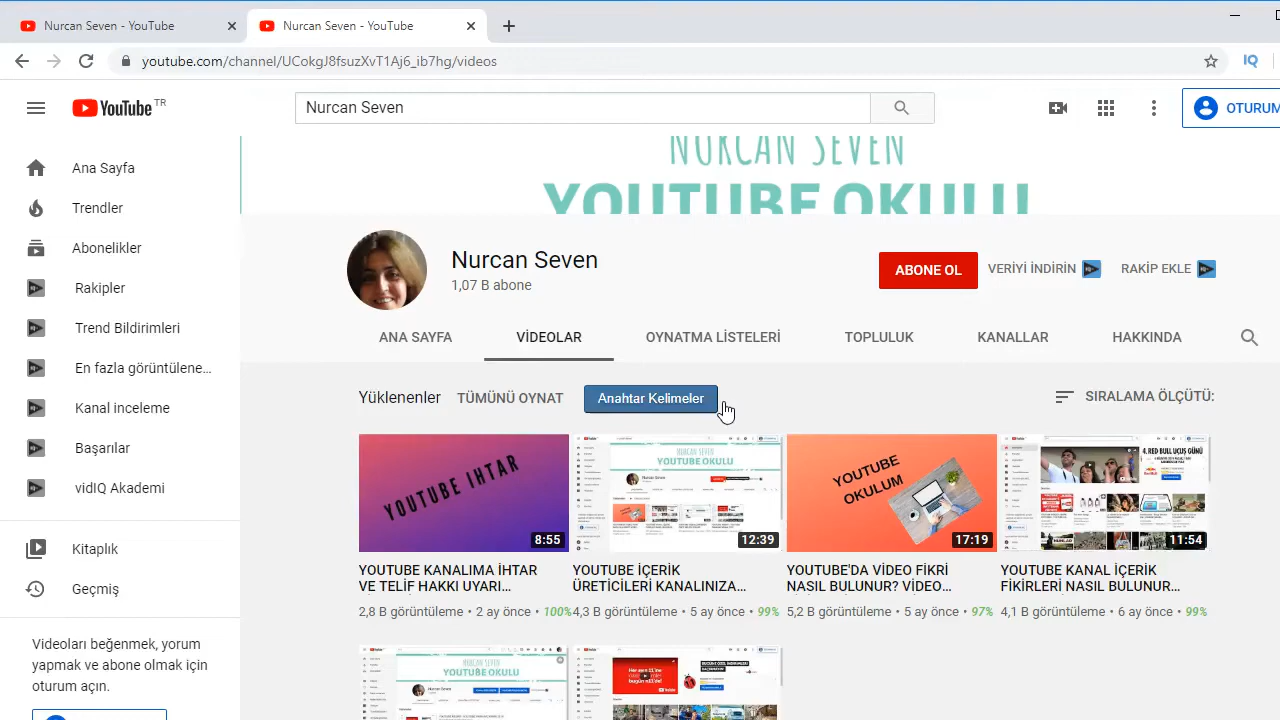 Nurcan Seven - YouTube
Nurcan Seven - YouTube
youtube.com/channel/UCokgJ8fsuzXvT1Aj6_ib7hg/videos
IQ
YouTube TR
Nurcan Seven
OTURUM
Ana Sayfa
Trendler
Abonelikler
Rakipler
Trend Bildirimleri
En fazla görüntülene...
Kanal inceleme
Başarılar
vidIQ Akademi
Kitaplık
Geçmiş
Videoları beğenmek, yorum
yapmak ve abone olmak için
oturum açın.
NURCAN SEVEN
YOUTUBE OKULU
Nurcan Seven
1,07 B abone
ABONE OL
VERİYİ İNDİRİN
RAKİP EKLE
ANA SAYFA
VİDEOLAR
OYNATMA LİSTELERİ
TOPLULUK
KANALLAR
HAKKINDA
Yüklenenler
TÜMÜNÜ OYNAT
Anahtar Kelimeler
SIRALAMA ÖLÇÜTÜ:
YOUTUBE IHTAR
8:55
YOUTUBE KANALIMA İHTAR
VE TELİF HAKKI UYARI...
2,8 B görüntüleme • 2 ay önce • 100%
NURCAN SEVEN
YOUTUBE OKULU
12:39
YOUTUBE İÇERİK
ÜRETİCİLERİ KANALINIZA...
4,3 B görüntüleme • 5 ay önce • 99%
YOUTUBE
OKULUM
17:19
YOUTUBE'DA VİDEO FİKRİ
NASIL BULUNUR? VİDEO...
5,2 B görüntüleme • 5 ay önce • 97%
4. RED BULL UÇUŞ GÜNÜ
11:54
YOUTUBE KANAL İÇERİK
FİKİRLERİ NASIL BULUNUR...
4,1 B görüntüleme • 6 ay önce • 99%
NURCAN SEVEN
YOUTUBE OKULU